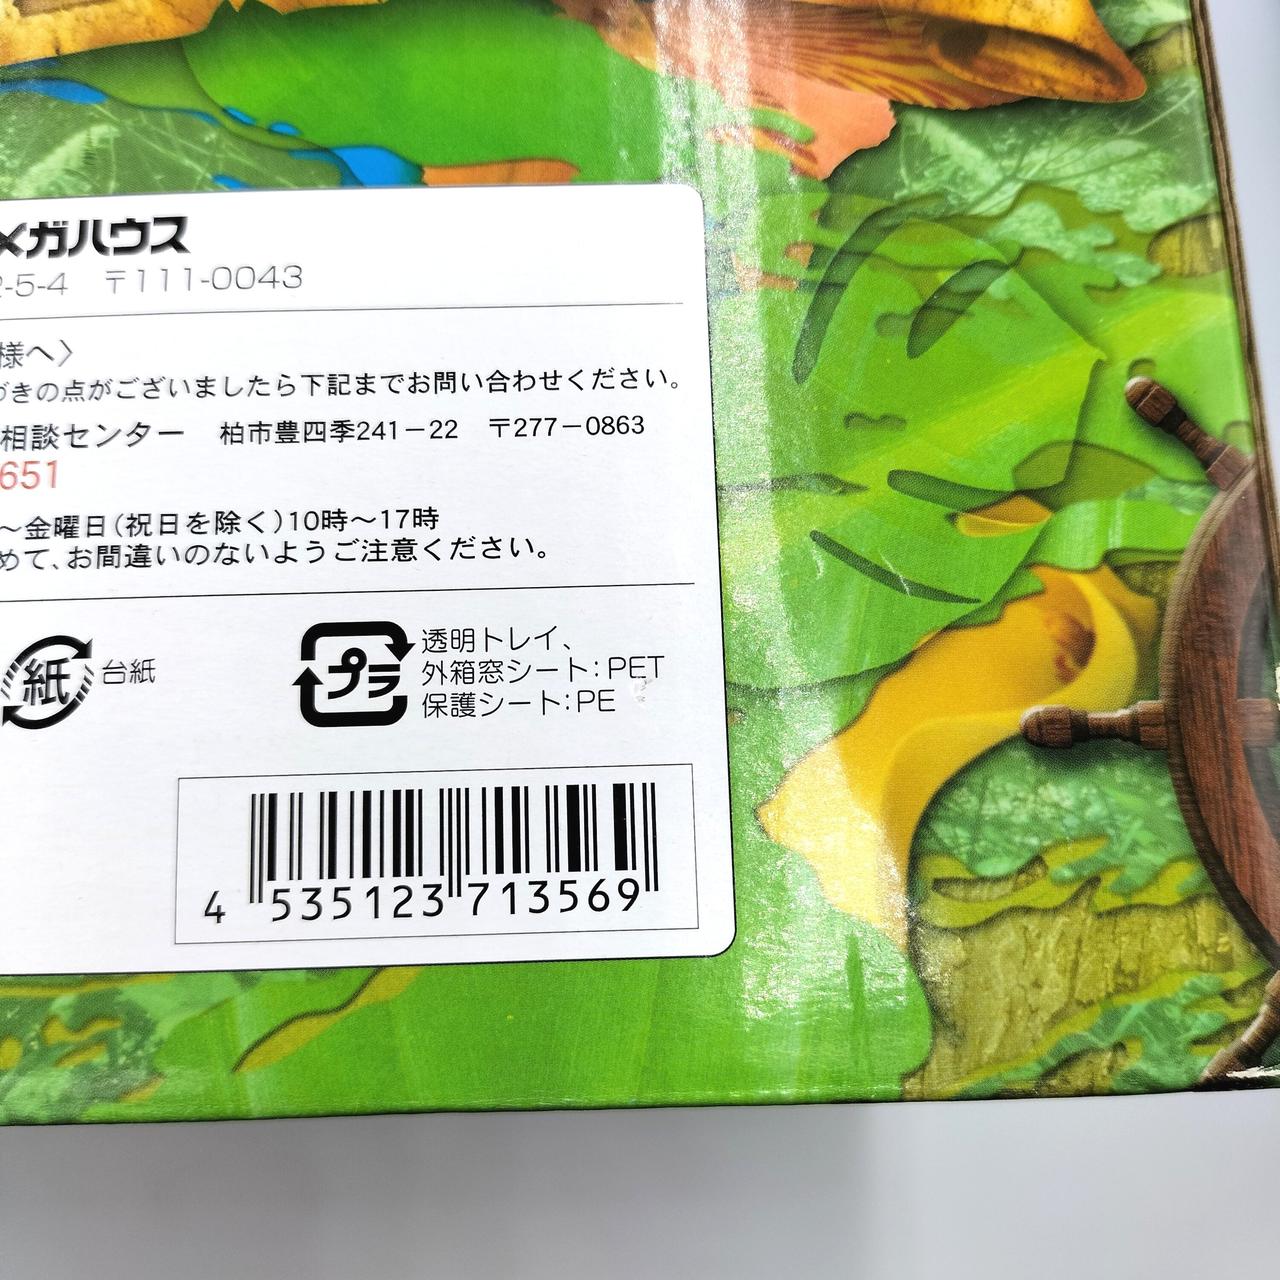 メガハウス
2-5-4 〒111-0043
様へ〉
づきの点がございましたら下記までお問い合わせください。
相談センター 柏市豊四季241-22 〒277-0863
651
～金曜日(祝日を除く)10時～17時
めて、お間違いのないようご注意ください。
紙 台紙
プラ 透明トレイ、
外箱窓シート:PET
保護シート:PE
4 535123 713569